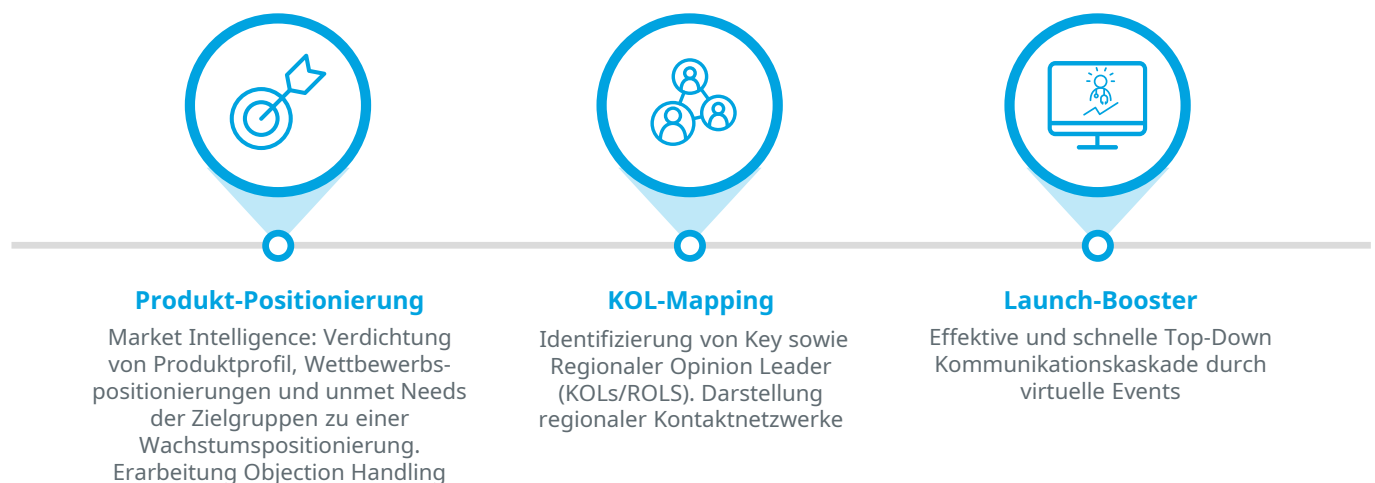 Produkt-Positionierung
Market Intelligence: Verdichtung
von Produktprofil, Wettbewerbs-
positionierungen und unmet Needs
der Zielgruppen zu einer
Wachstumspositionierung.
Erarbeitung Objection Handling
KOL-Mapping
Identifizierung von Key sowie
Regionaler Opinion Leader
(KOLs/ROLS). Darstellung
regionaler Kontaktnetzwerke
Launch-Booster
Effektive und schnelle Top-Down
Kommunikationskaskade durch
virtuelle Events